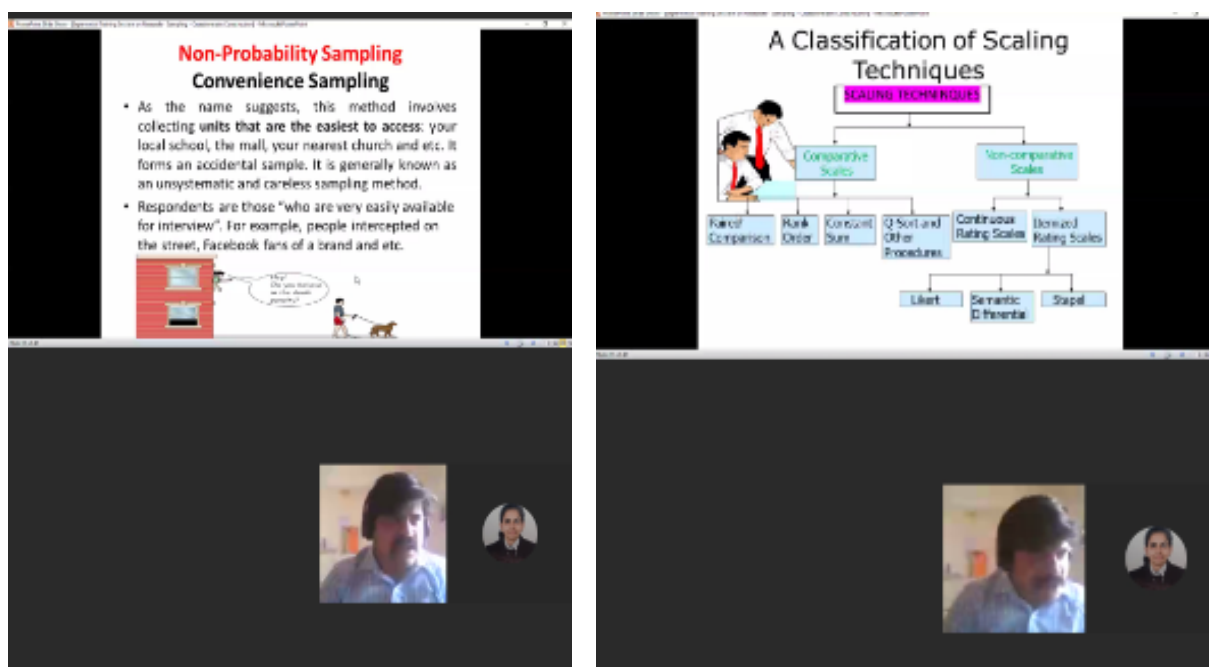 Non-Probability Sampling
Convenience Sampling
• As the name suggests, this method involves
collecting units that are the easiest to access: your
local school, the mall, your nearest church and etc. It
forms an accidental sample. It is generally known as
an unsystematic and careless sampling method.
• Respondents are those "who are very easily available
for interview". For example, people intercepted on
the street, Facebook fans of a brand and etc.
A Classification of Scaling
Techniques
SCALING TECHNINQUES
Comparative
Scales
Non-comparative
Scales
Paired
Comparison
Rank
Order
Constant
Sum
Q-Sort and
Other
Procedures
Continuous
Rating Scales
Itemized
Rating Scales
Likert
Semantic
Differential
Stapel